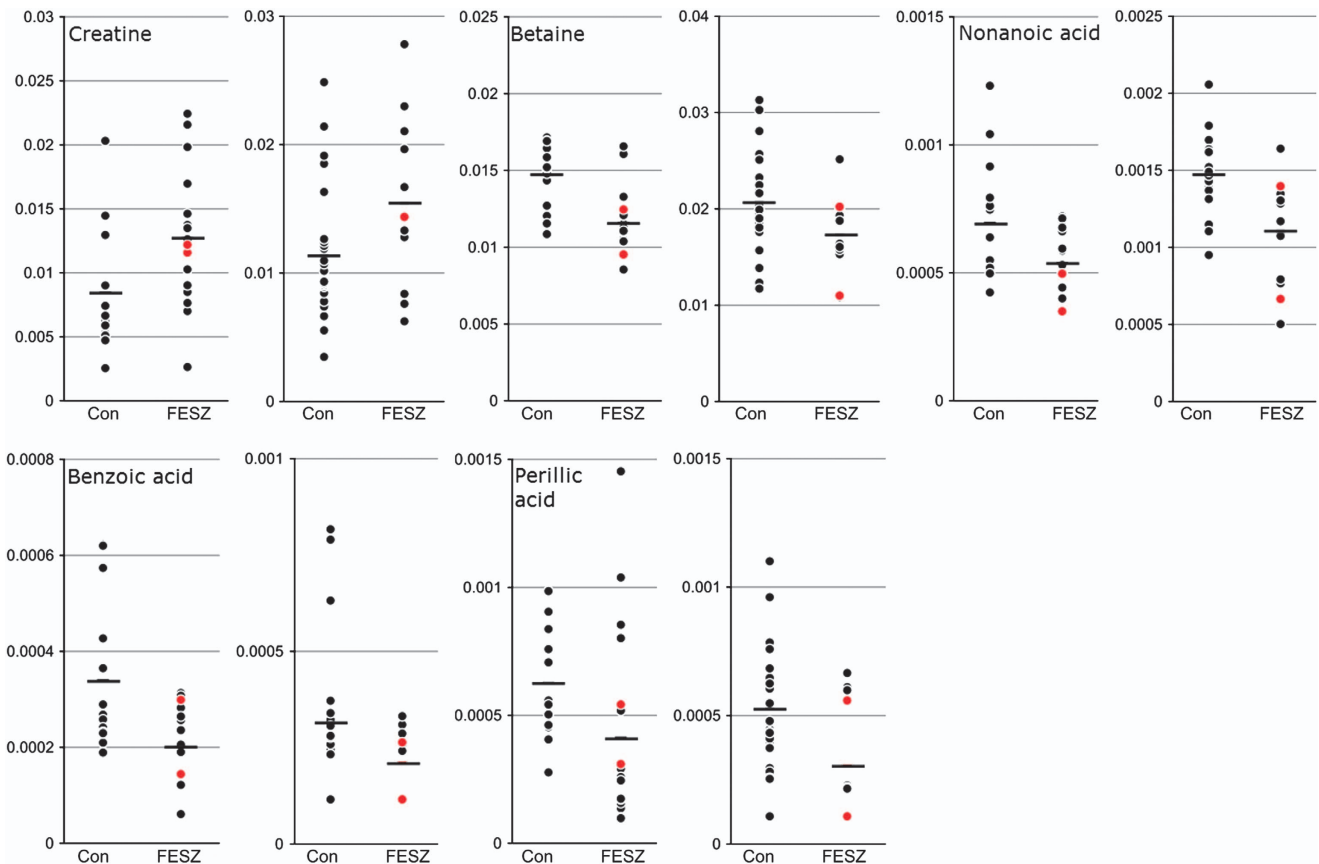 0.03 0.03 0.025 0.04 0.0015 0.0025
Creatine Betaine Nonanoic acid
0.025 0.02 0.002
0.02 0.02 0.015 0.03 0.001 0.0015
0.015 0.02
0.01 0.01 0.01 0.0005 0.001
0.005 0.005 0.01 0.0005
0 0 0 0 0 0
Con FESZ Con FESZ Con FESZ Con FESZ Con FESZ Con FESZ
0.0008 0.001 0.0015 0.0015
Benzoic acid Perillic
acid
0.0006 0.001 0.001
0.0004 0.0005
0.0002 0.0005 0.0005
0 0 0 0
Con FESZ Con FESZ Con FESZ Con FESZ